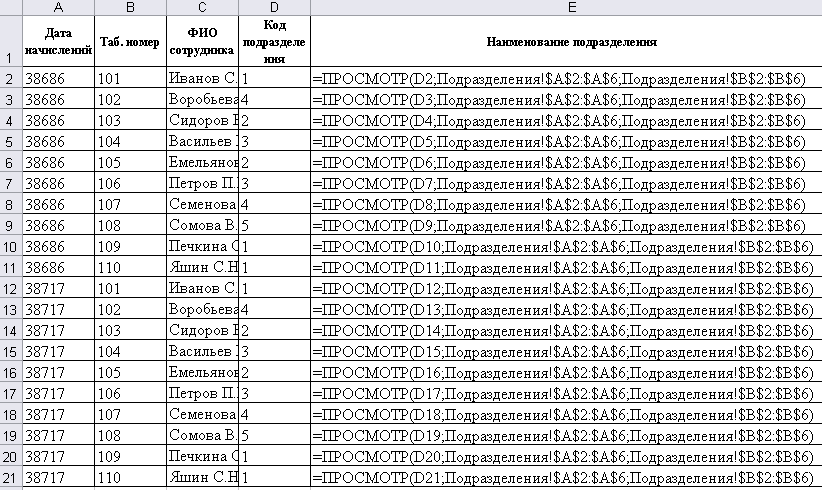 A B C D E
1 Дата начислений Таб. номер ФИО сотрудника Код подразделе ния Наименование подразделения
2 38686 101 Иванов С. 1 =ПРОСМОТР(D2;Подразделения!$A$2:$A$6;Подразделения!$B$2:$B$6)
3 38686 102 Воробьева 4 =ПРОСМОТР(D3;Подразделения!$A$2:$A$6;Подразделения!$B$2:$B$6)
4 38686 103 Сидоров 2 =ПРОСМОТР(D4;Подразделения!$A$2:$A$6;Подразделения!$B$2:$B$6)
5 38686 104 Васильев 3 =ПРОСМОТР(D5;Подразделения!$A$2:$A$6;Подразделения!$B$2:$B$6)
6 38686 105 Емельянов 2 =ПРОСМОТР(D6;Подразделения!$A$2:$A$6;Подразделения!$B$2:$B$6)
7 38686 106 Петров П. 3 =ПРОСМОТР(D7;Подразделения!$A$2:$A$6;Подразделения!$B$2:$B$6)
8 38686 107 Семенова 4 =ПРОСМОТР(D8;Подразделения!$A$2:$A$6;Подразделения!$B$2:$B$6)
9 38686 108 Сомова В. 5 =ПРОСМОТР(D9;Подразделения!$A$2:$A$6;Подразделения!$B$2:$B$6)
10 38686 109 Печкина С 1 =ПРОСМОТР(D10;Подразделения!$A$2:$A$6;Подразделения!$B$2:$B$6)
11 38686 110 Яшин С.Н 1 =ПРОСМОТР(D11;Подразделения!$A$2:$A$6;Подразделения!$B$2:$B$6)
12 38717 101 Иванов С. 1 =ПРОСМОТР(D12;Подразделения!$A$2:$A$6;Подразделения!$B$2:$B$6)
13 38717 102 Воробьева 4 =ПРОСМОТР(D13;Подразделения!$A$2:$A$6;Подразделения!$B$2:$B$6)
14 38717 103 Сидоров 2 =ПРОСМОТР(D14;Подразделения!$A$2:$A$6;Подразделения!$B$2:$B$6)
15 38717 104 Васильев 3 =ПРОСМОТР(D15;Подразделения!$A$2:$A$6;Подразделения!$B$2:$B$6)
16 38717 105 Емельянов 2 =ПРОСМОТР(D16;Подразделения!$A$2:$A$6;Подразделения!$B$2:$B$6)
17 38717 106 Петров П. 3 =ПРОСМОТР(D17;Подразделения!$A$2:$A$6;Подразделения!$B$2:$B$6)
18 38717 107 Семенова 4 =ПРОСМОТР(D18;Подразделения!$A$2:$A$6;Подразделения!$B$2:$B$6)
19 38717 108 Сомова В. 5 =ПРОСМОТР(D19;Подразделения!$A$2:$A$6;Подразделения!$B$2:$B$6)
20 38717 109 Печкина С 1 =ПРОСМОТР(D20;Подразделения!$A$2:$A$6;Подразделения!$B$2:$B$6)
21 38717 110 Яшин С.Н 1 =ПРОСМОТР(D21;Подразделения!$A$2:$A$6;Подразделения!$B$2:$B$6)